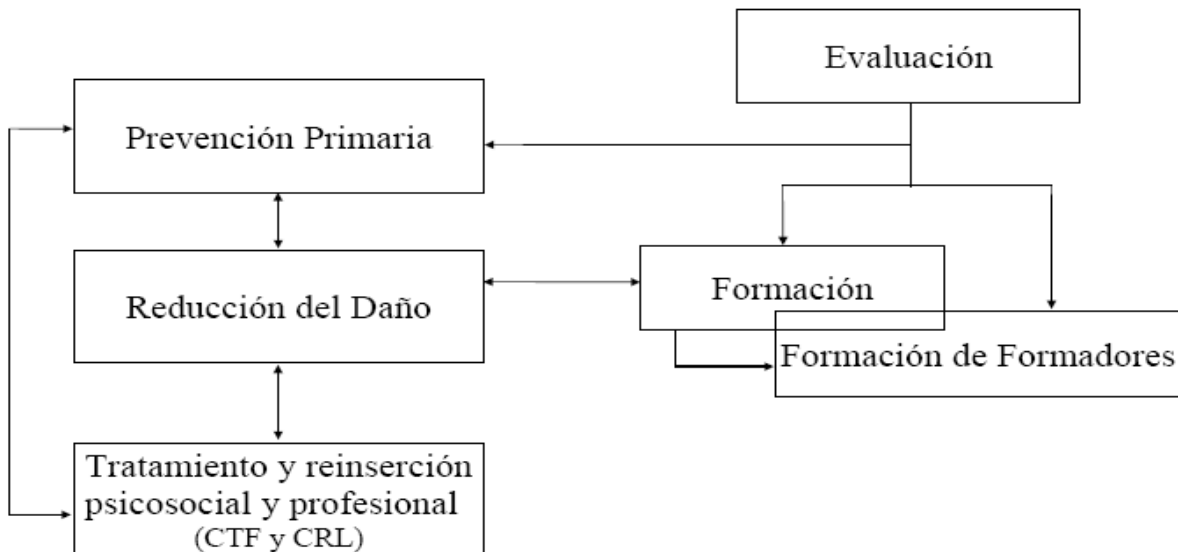 Evaluación
Prevención Primaria
Reducción del Daño
Formación
Formación de Formadores
Tratamiento y reinserción
psicosocial y profesional
(CTF y CRL)